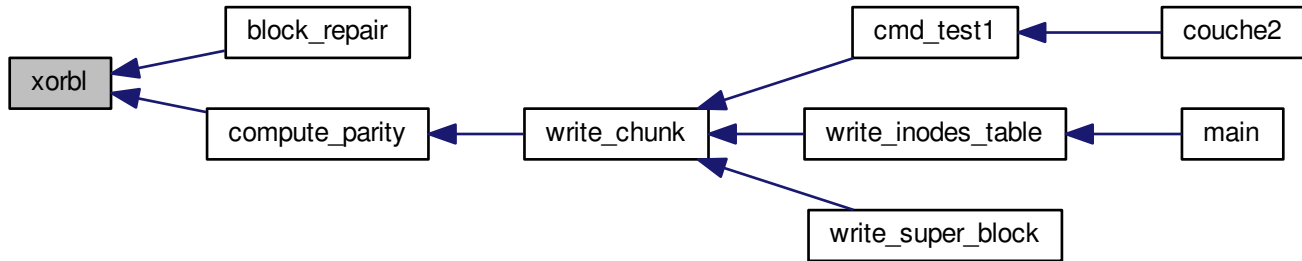 xorbl
block_repair
compute_parity
write_chunk
cmd_test1
couche2
write_inodes_table
main
write_super_block